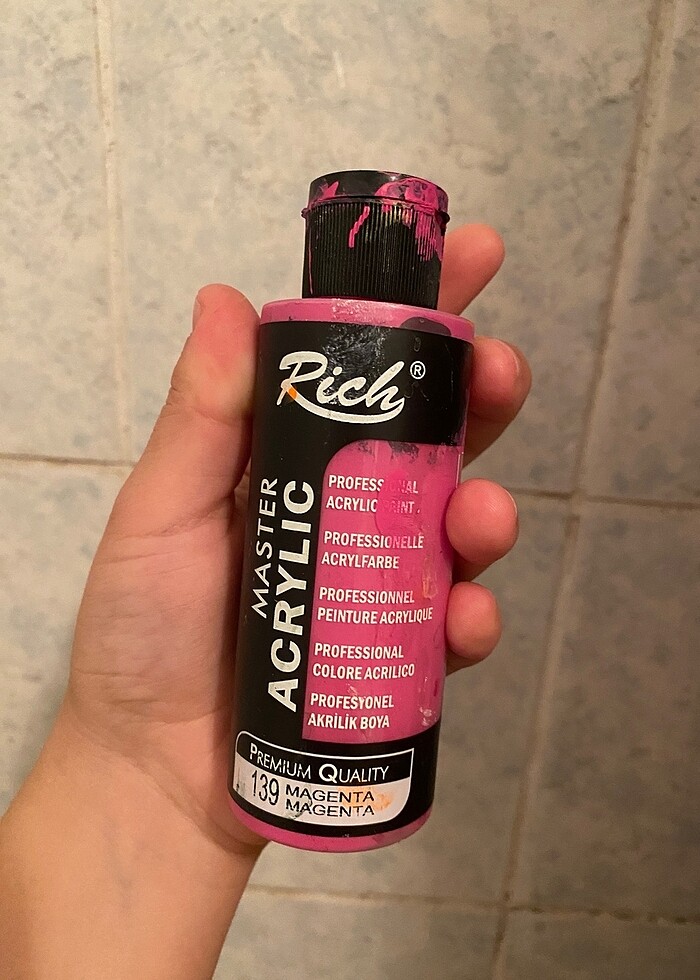 Rich®
MASTER
ACRYLIC
ACRYLIC
PROFESSIONNEL
PROFESSIONELLE
ACRYLFARBE
PEINTURE ACRYLIQUE
PROFESSIONAL
COLORE ACRILICO
PROFESYONEL
AKRİLİK BOYA
PREMIUM QUALITY
139 MAGENTA
MAGENTA